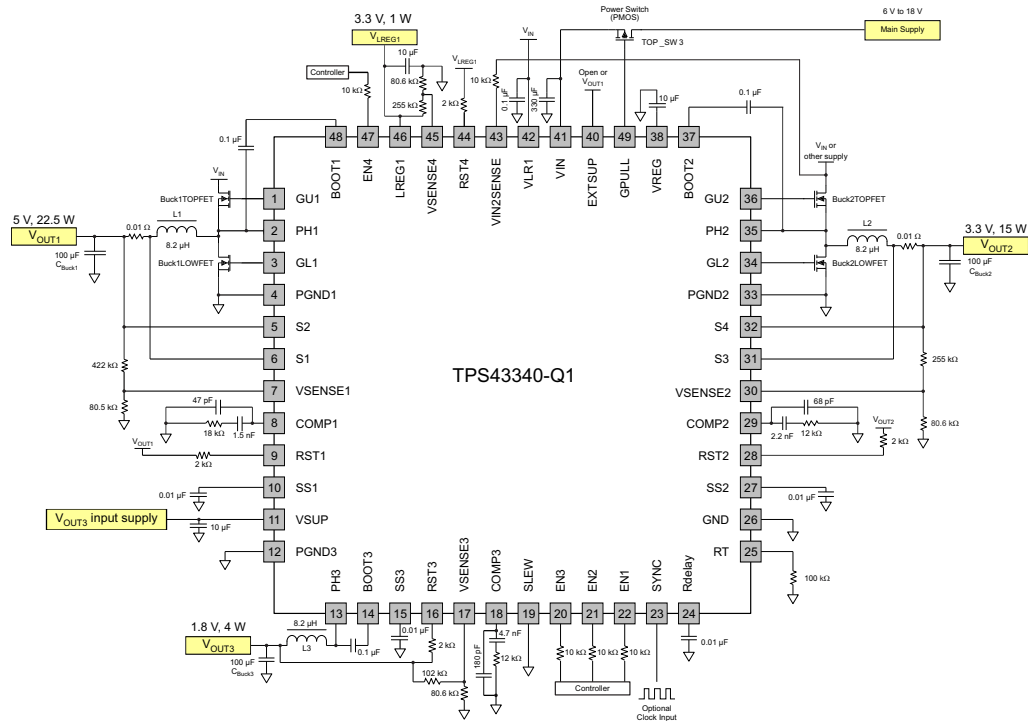 3.3 V, 1 W
V_LREG1
10 µF
80.6 kΩ
255 kΩ
Controller
10 kΩ
V_LREG1
2 kΩ
10 kΩ
V_IN
0.1 µF
330 µF
Open or
V_OUT1
Power Switch
(PMOS)
TOP_SW3
6 V to 18 V
Main Supply
10 µF
0.1 µF
0.1 µF
48
47
46
45
44
43
42
41
40
49
38
37
BOOT1
EN4
LREG1
VSENSE4
RST4
VIN2SENSE
VLR1
VIN
EXTSUP
GPULL
VREG
BOOT2
V_IN
Buck1TOPFET
L1
8.2 µH
0.01 Ω
5 V, 22.5 W
V_OUT1
100 µF
C_Buck1
Buck1LOWFET
422 kΩ
80.5 kΩ
47 pF
18 kΩ
1.5 nF
V_OUT1
2 kΩ
0.01 µF
V_OUT3 input supply
10 µF
1 GU1
2 PH1
3 GL1
4 PGND1
5 S2
6 S1
7 VSENSE1
8 COMP1
9 RST1
10 SS1
11 VSUP
12 PGND3
TPS43340-Q1
GU2 36
PH2 35
GL2 34
PGND2 33
S4 32
S3 31
VSENSE2 30
COMP2 29
RST2 28
SS2 27
GND 26
RT 25
V_IN or
other supply
Buck2TOPFET
L2
8.2 µH
0.01 Ω
3.3 V, 15 W
V_OUT2
100 µF
C_Buck2
Buck2LOWFET
255 kΩ
80.6 kΩ
68 pF
2.2 nF
12 kΩ
V_OUT2
2 kΩ
0.01 µF
100 kΩ
PH3
BOOT3
SS3
RST3
VSENSE3
COMP3
SLEW
EN3
EN2
EN1
SYNC
Rdelay
13
14
15
16
17
18
19
20
21
22
23
24
1.8 V, 4 W
V_OUT3
100 µF
C_Buck3
8.2 µH
L3
0.1 µF
0.01 µF
2 kΩ
102 kΩ
80.6 kΩ
180 pF
4.7 nF
12 kΩ
10 kΩ
10 kΩ
10 kΩ
Controller
Optional
Clock Input
0.01 µF